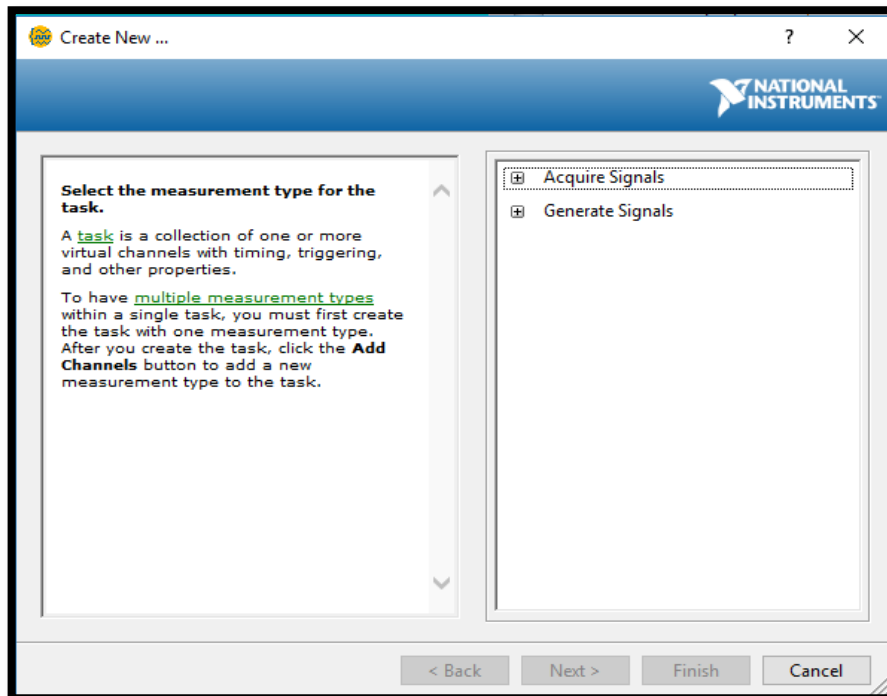 Create New ...
?
NATIONAL
INSTRUMENTS
Select the measurement type for the
task.
A task is a collection of one or more
virtual channels with timing, triggering,
and other properties.
To have multiple measurement types
within a single task, you must first create
the task with one measurement type.
After you create the task, click the Add
Channels button to add a new
measurement type to the task.
Acquire Signals
Generate Signals
< Back
Next >
Finish
Cancel